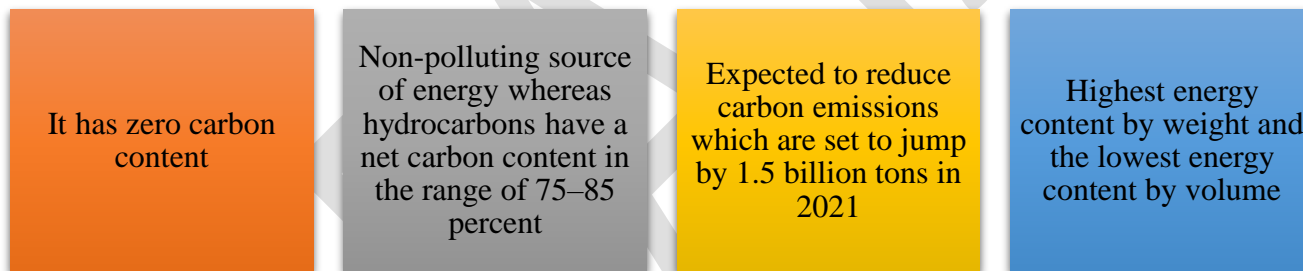 It has zero carbon
content
Non-polluting source
of energy whereas
hydrocarbons have a
net carbon content in
the range of 75–85
percent
Expected to reduce
carbon emissions
which are set to jump
by 1.5 billion tons in
2021
Highest energy
content by weight and
the lowest energy
content by volume